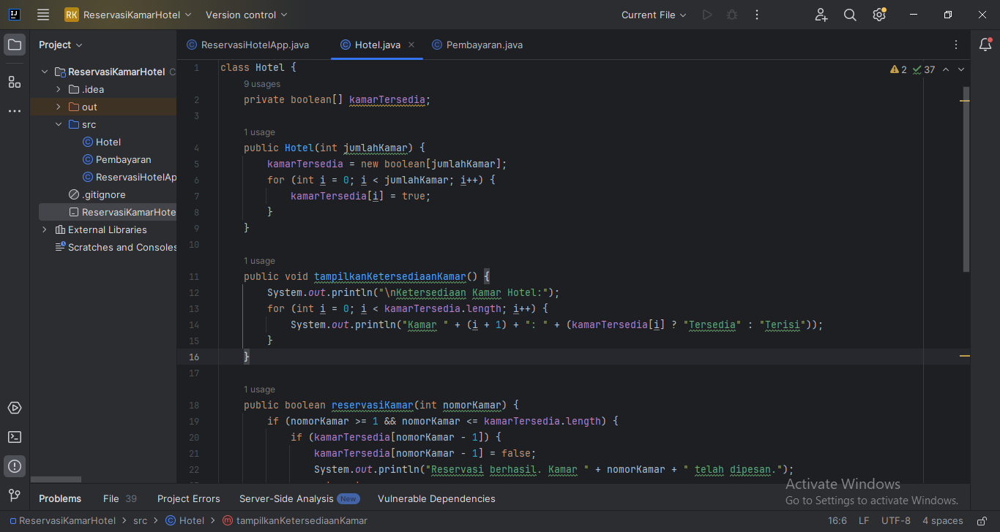 RK ReservasiKamarHotel Version control Current File
Project
ReservasiHotelApp.java Hotel.java Pembayaran.java
ReservasiKamarHotel C
.idea
out
src
Hotel
Pembayaran
ReservasiHotelAp
.gitignore
ReservasiKamarHote
External Libraries
Scratches and Consoles
2 37
1 class Hotel {
9 usages
2 private boolean[] kamarTersedia;
3
1 usage
4 public Hotel(int jumlahKamar) {
5 kamarTersedia = new boolean[jumlahKamar];
6 for (int i = 0; i < jumlahKamar; i++) {
7 kamarTersedia[i] = true;
8 }
9 }
10
1 usage
11 public void tampilkanKetersediaanKamar() {
12 System.out.println("\nKetersediaan Kamar Hotel:");
13 for (int i = 0; i < kamarTersedia.length; i++) {
14 System.out.println("Kamar " + (i + 1) + ": " + (kamarTersedia[i] ? "Tersedia" : "Terisi"));
15 }
16 }
17
1 usage
18 public boolean reservasiKamar(int nomorKamar) {
19 if (nomorKamar >= 1 && nomorKamar <= kamarTersedia.length) {
20 if (kamarTersedia[nomorKamar - 1]) {
21 kamarTersedia[nomorKamar - 1] = false;
22 System.out.println("Reservasi berhasil. Kamar " + nomorKamar + " telah dipesan.");
Activate Windows
Go to Settings to activate Windows.
Problems File 39 Project Errors Server-Side Analysis New Vulnerable Dependencies
ReservasiKamarHotel > src > Hotel > tampilkanKetersediaanKamar 16:6 LF UTF-8 4 spaces